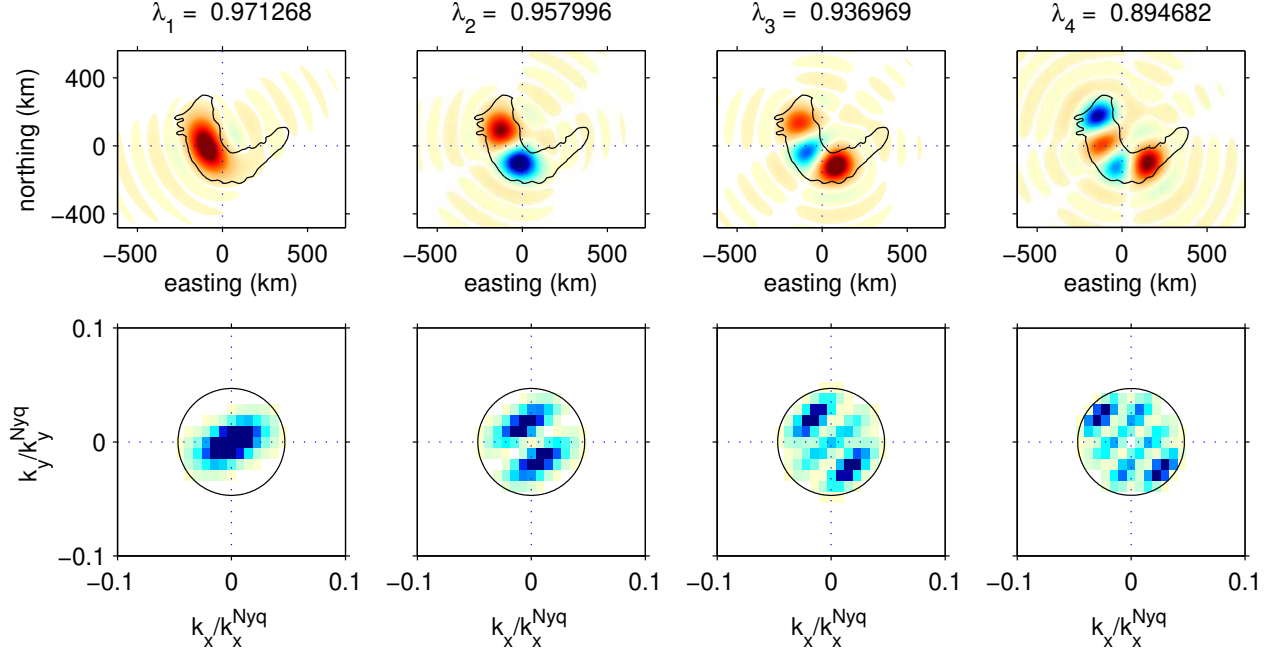 λ1 = 0.971268
λ2 = 0.957996
λ3 = 0.936969
λ4 = 0.894682
northing (km)
400
0
−400
−500 0 500
−500 0 500
−500 0 500
−500 0 500
easting (km)
easting (km)
easting (km)
easting (km)
ky/kyNyq
0.1
0
−0.1
−0.1 0 0.1
−0.1 0 0.1
−0.1 0 0.1
−0.1 0 0.1
kx/kxNyq
kx/kxNyq
kx/kxNyq
kx/kxNyq